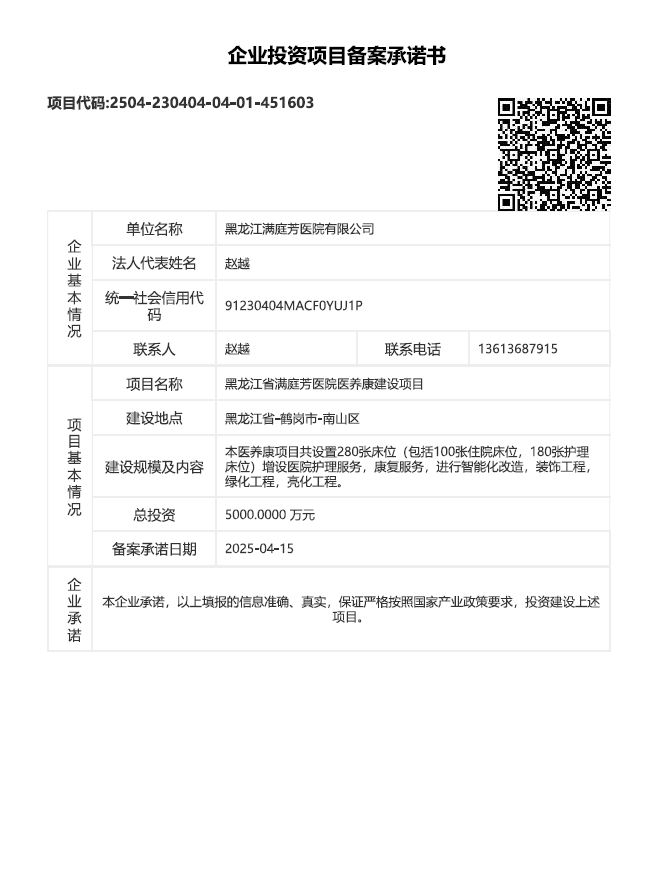 企业投资项目备案承诺书
项目代码:2504-230404-04-01-451603
企业基本情况
单位名称 黑龙江满庭芳医院有限公司
法人代表姓名 赵越
统一社会信用代
码
91230404MACF0YUJ1P
联系人 赵越 联系电话 13613687915
项目基本情况
项目名称 黑龙江省满庭芳医院医养康建设项目
建设地点 黑龙江省-鹤岗市-南山区
建设规模及内容
本医养康项目共设置280张床位（包括100张住院床位，180张护理
床位）增设医院护理服务，康复服务，进行智能化改造，装饰工程，
绿化工程，亮化工程。
总投资 5000.0000 万元
备案承诺日期 2025-04-15
企业承诺
本企业承诺，以上填报的信息准确、真实，保证严格按照国家产业政策要求，投资建设上述
项目。